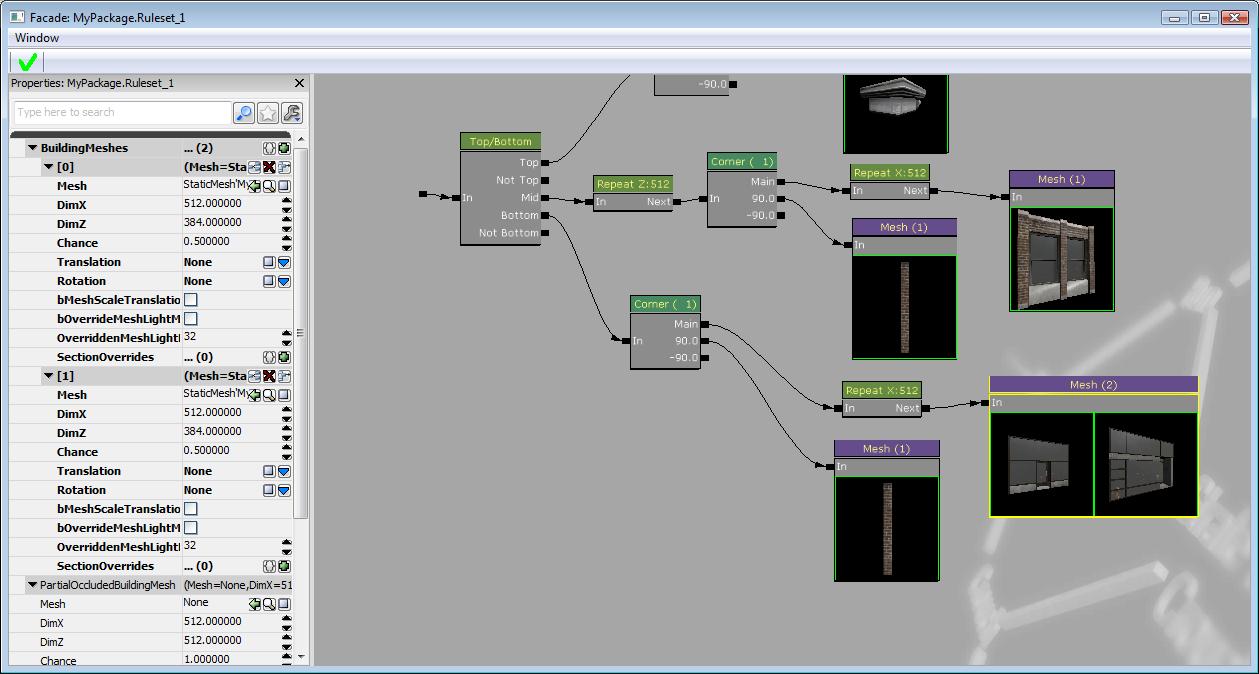 Facade: MyPackage.Ruleset_1
Window
Properties: MyPackage.Ruleset_1
Type here to search
BuildingMeshes ... (2)
[0] (Mesh=Sta
Mesh StaticMesh'My
DimX 512.000000
DimZ 384.000000
Chance 0.500000
Translation None
Rotation None
bMeshScaleTranslatio
bOverrideMeshLightM
OverriddenMeshLight 32
SectionOverrides ... (0)
[1] (Mesh=Sta
Mesh StaticMesh'My
DimX 512.000000
DimZ 384.000000
Chance 0.500000
Translation None
Rotation None
bMeshScaleTranslatio
bOverrideMeshLightM
OverriddenMeshLight 32
SectionOverrides ... (0)
PartialOccludedBuildingMesh (Mesh=None,DimX=51
Mesh None
DimX 512.000000
DimZ 512.000000
Chance 1.000000
-90.0
Top/Bottom
Top
Not Top
In Mid
Bottom
Not Bottom
Repeat Z:512
In Next
Corner ( 1)
Main
In 90.0
-90.0
Repeat X:512
In Next
Mesh (1)
In
Mesh (1)
In
Corner ( 1)
Main
In 90.0
-90.0
Repeat X:512
In Next
Mesh (2)
In
Mesh (1)
In